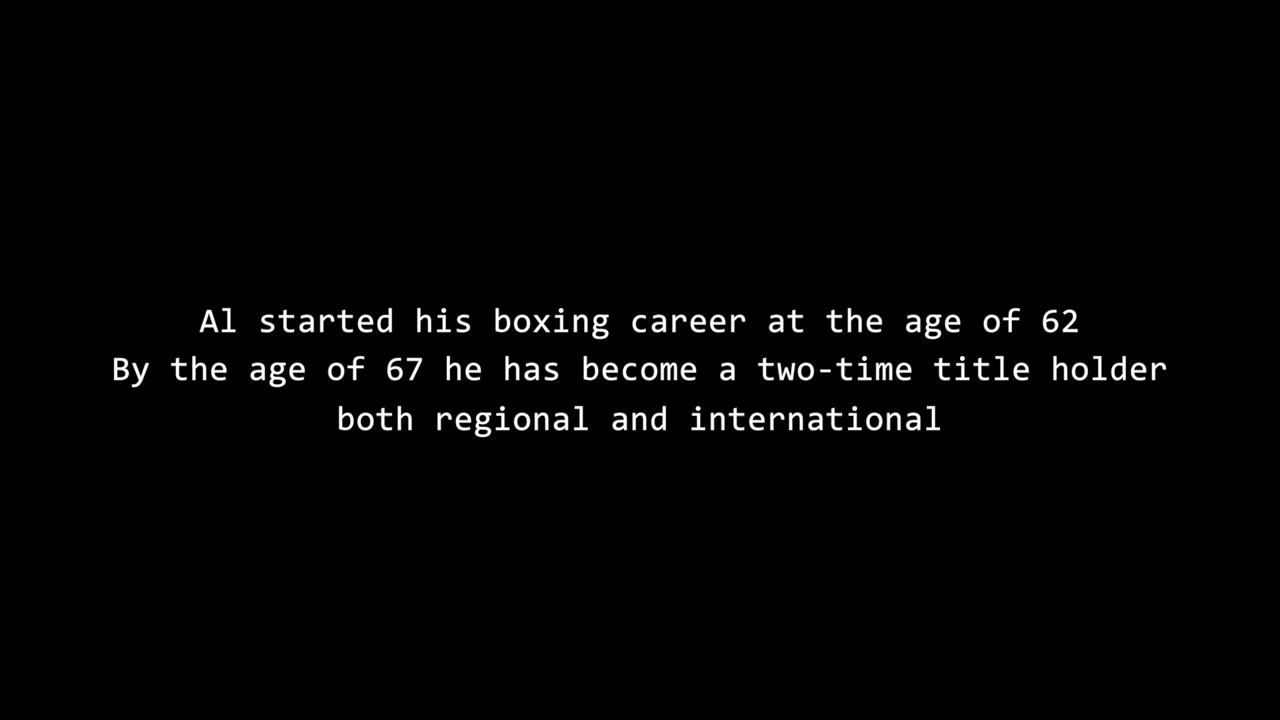 Al started his boxing career at the age of 62
By the age of 67 he has become a two-time title holder
both regional and international